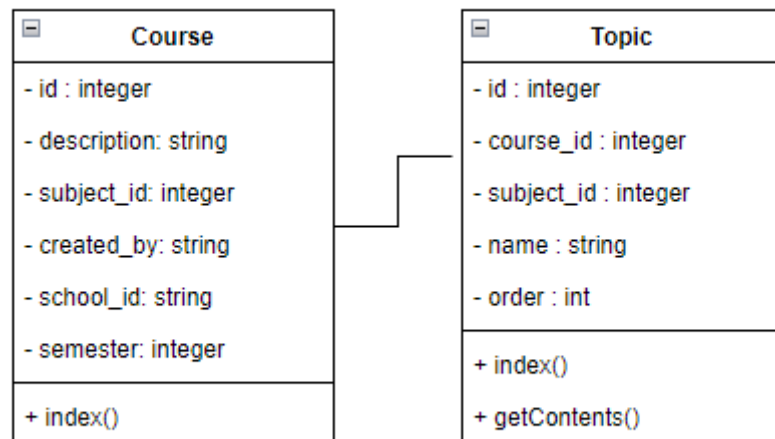 Course
- id : integer
- description: string
- subject_id: integer
- created_by: string
- school_id: string
- semester: integer
+ index()
Topic
- id : integer
- course_id : integer
- subject_id : integer
- name : string
- order : int
+ index()
+ getContents()